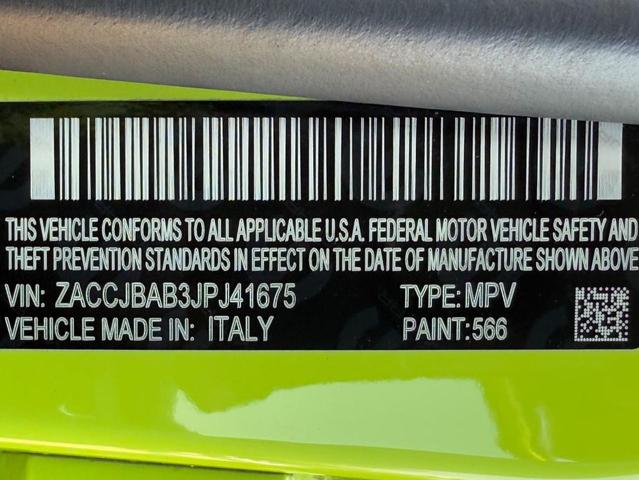 THIS VEHICLE CONFORMS TO ALL APPLICABLE U.S.A. FEDERAL MOTOR VEHICLE SAFETY AND
THEFT PREVENTION STANDARDS IN EFFECT ON THE DATE OF MANUFACTURE SHOWN ABOVE
VIN: ZACCJBAB3JPJ41675 TYPE: MPV
VEHICLE MADE IN: ITALY PAINT: 566